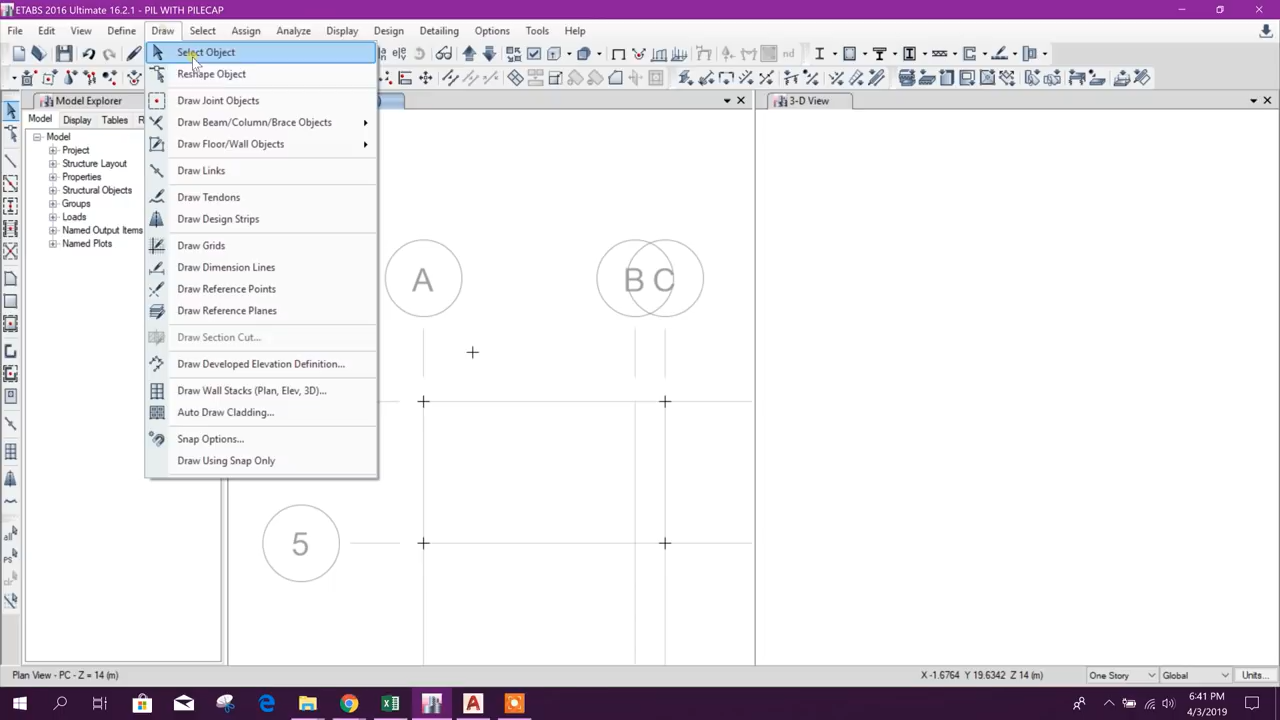 ETABS 2016 Ultimate 16.2.1 - PIL WITH PILECAP
File Edit View Define Draw Select Assign Analyze Display Design Detailing Options Tools Help
nd
Model Explorer
3-D View
Model Display Tables R
Model
Project
Structure Layout
Properties
Structural Objects
Groups
Loads
Named Output Items
Named Plots
Select Object
Reshape Object
Draw Joint Objects
Draw Beam/Column/Brace Objects
Draw Floor/Wall Objects
Draw Links
Draw Tendons
Draw Design Strips
Draw Grids
Draw Dimension Lines
Draw Reference Points
Draw Reference Planes
Draw Section Cut...
Draw Developed Elevation Definition...
Draw Wall Stacks (Plan, Elev, 3D)...
Auto Draw Cladding...
Snap Options...
Draw Using Snap Only
A
B C
5
all
PS
Plan View - PC - Z = 14 (m)
X -1.6764 Y 19.6342 Z 14 (m)
One Story
Global
Units...
6:41 PM
4/3/2019